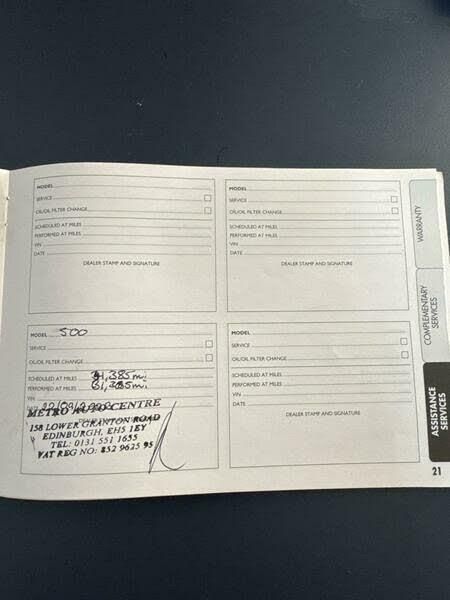 MODEL
SERVICE
OIL/OIL FILTER CHANGE
SCHEDULED AT MILES
PERFORMED AT MILES
VIN
DATE
DEALER STAMP AND SIGNATURE
MODEL
SERVICE
OIL/OIL FILTER CHANGE
SCHEDULED AT MILES
PERFORMED AT MILES
VIN
DATE
DEALER STAMP AND SIGNATURE
MODEL 500
SERVICE
OIL/OIL FILTER CHANGE
SCHEDULED AT MILES
PERFORMED AT MILES
VIN
METRO AUTO CENTRE
158 LOWER GRANTON ROAD
EDINBURGH, EH5 1EY
TEL: 0131 551 1655
VAT REG NO: 852 9625 95
MODEL
SERVICE
OIL/OIL FILTER CHANGE
SCHEDULED AT MILES
PERFORMED AT MILES
VIN
DATE
DEALER STAMP AND SIGNATURE
WARRANTY
COMPLEMENTARY
SERVICES
ASSISTANCE
SERVICES
21